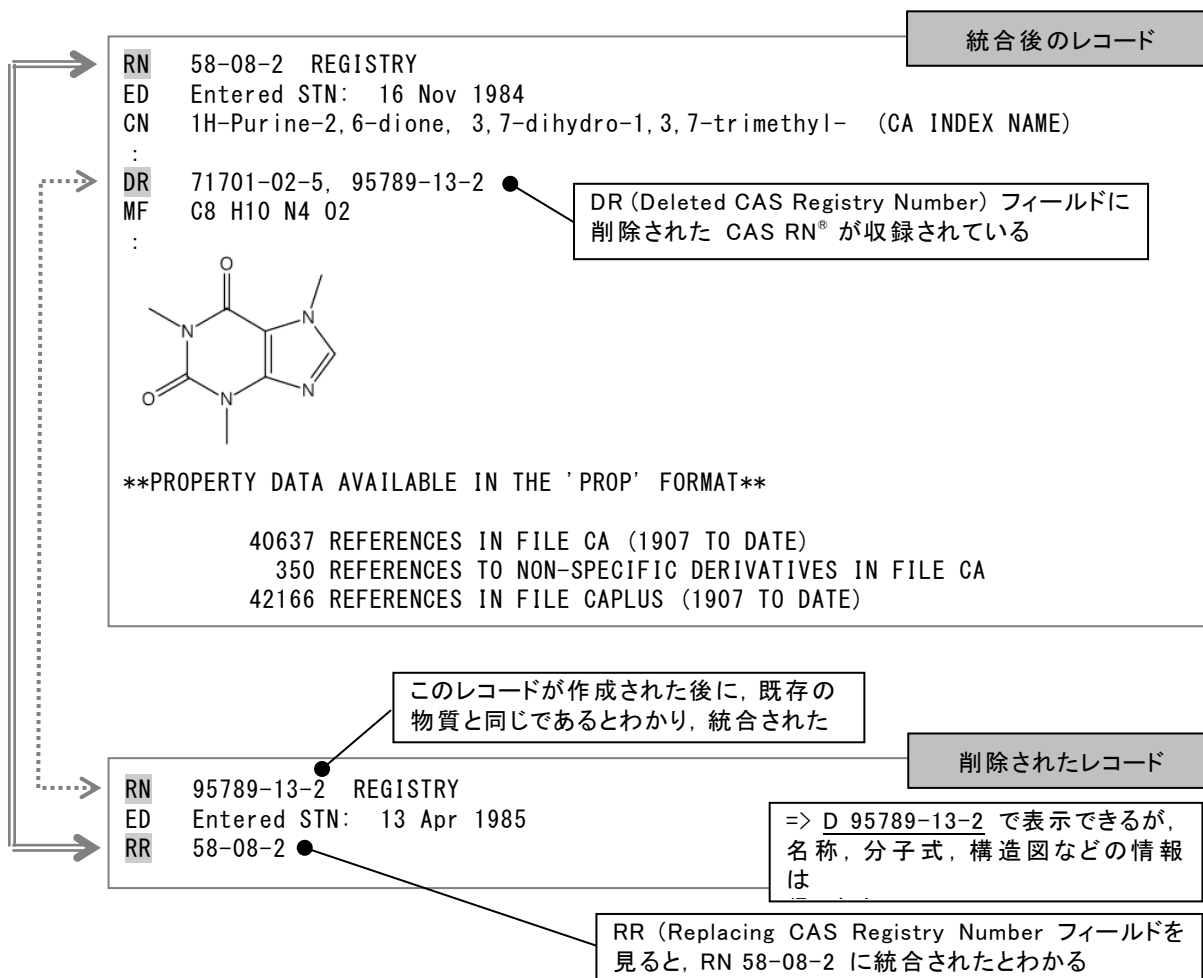 統合後のレコード
RN 58-08-2 REGISTRY
ED Entered STN: 16 Nov 1984
CN 1H-Purine-2,6-dione, 3,7-dihydro-1,3,7-trimethyl- (CA INDEX NAME)
:
DR 71701-02-5, 95789-13-2
MF C8 H10 N4 O2
:
DR (Deleted CAS Registry Number) フィールドに
削除された CAS RN® が収録されている
O
N
N
O
N
N
**PROPERTY DATA AVAILABLE IN THE 'PROP' FORMAT**
40637 REFERENCES IN FILE CA (1907 TO DATE)
350 REFERENCES TO NON-SPECIFIC DERIVATIVES IN FILE CA
42166 REFERENCES IN FILE CAPLUS (1907 TO DATE)
このレコードが作成された後に, 既存の
物質と同じであるとわかり, 統合された
削除されたレコード
RN 95789-13-2 REGISTRY
ED Entered STN: 13 Apr 1985
RR 58-08-2
=> D 95789-13-2 で表示できるが,
名称, 分子式, 構造図などの情報
は
RR (Replacing CAS Registry Number フィールドを
見ると, RN 58-08-2 に統合されたとわかる